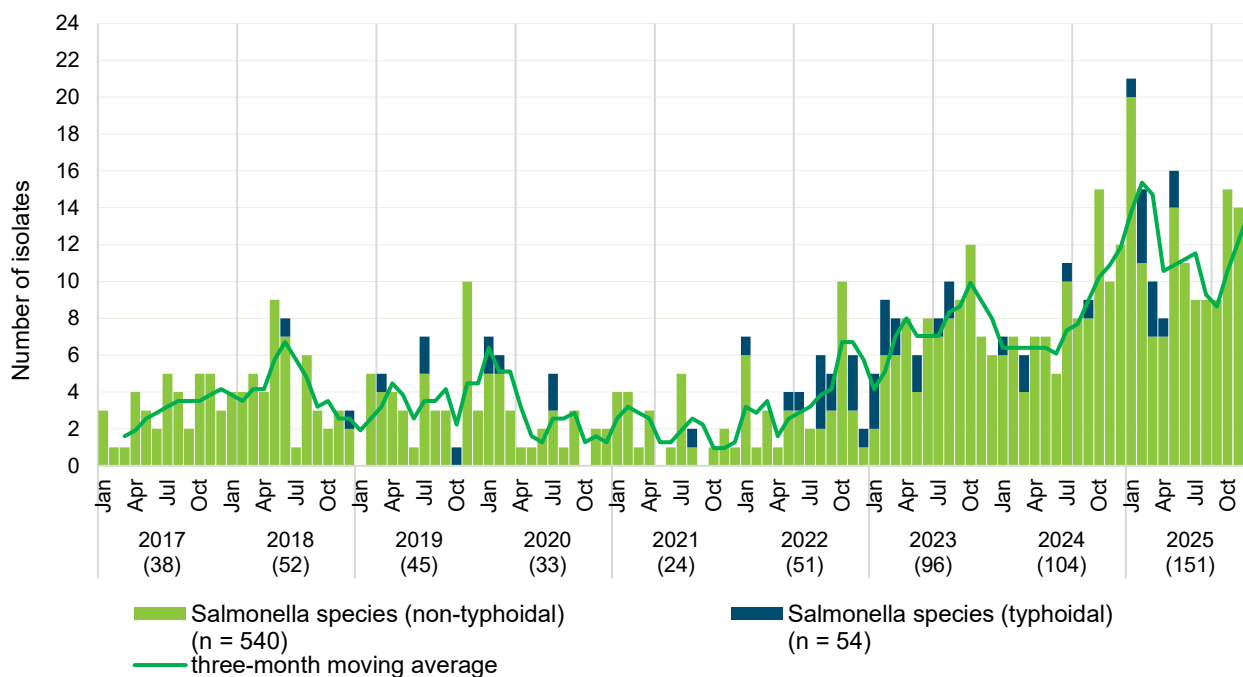 24
22
20
18
16
14
12
10
8
6
4
2
0
Number of isolates
Jan Apr Jul Oct Jan Apr Jul Oct Jan Apr Jul Oct Jan Apr Jul Oct Jan Apr Jul Oct Jan Apr Jul Oct Jan Apr Jul Oct Jan Apr Jul Oct Jan Apr Jul Oct
2017 2018 2019 2020 2021 2022 2023 2024 2025
(38) (52) (45) (33) (24) (51) (96) (104) (151)
Salmonella species (non-typhoidal)
(n = 540)
Salmonella species (typhoidal)
(n = 54)
three-month moving average